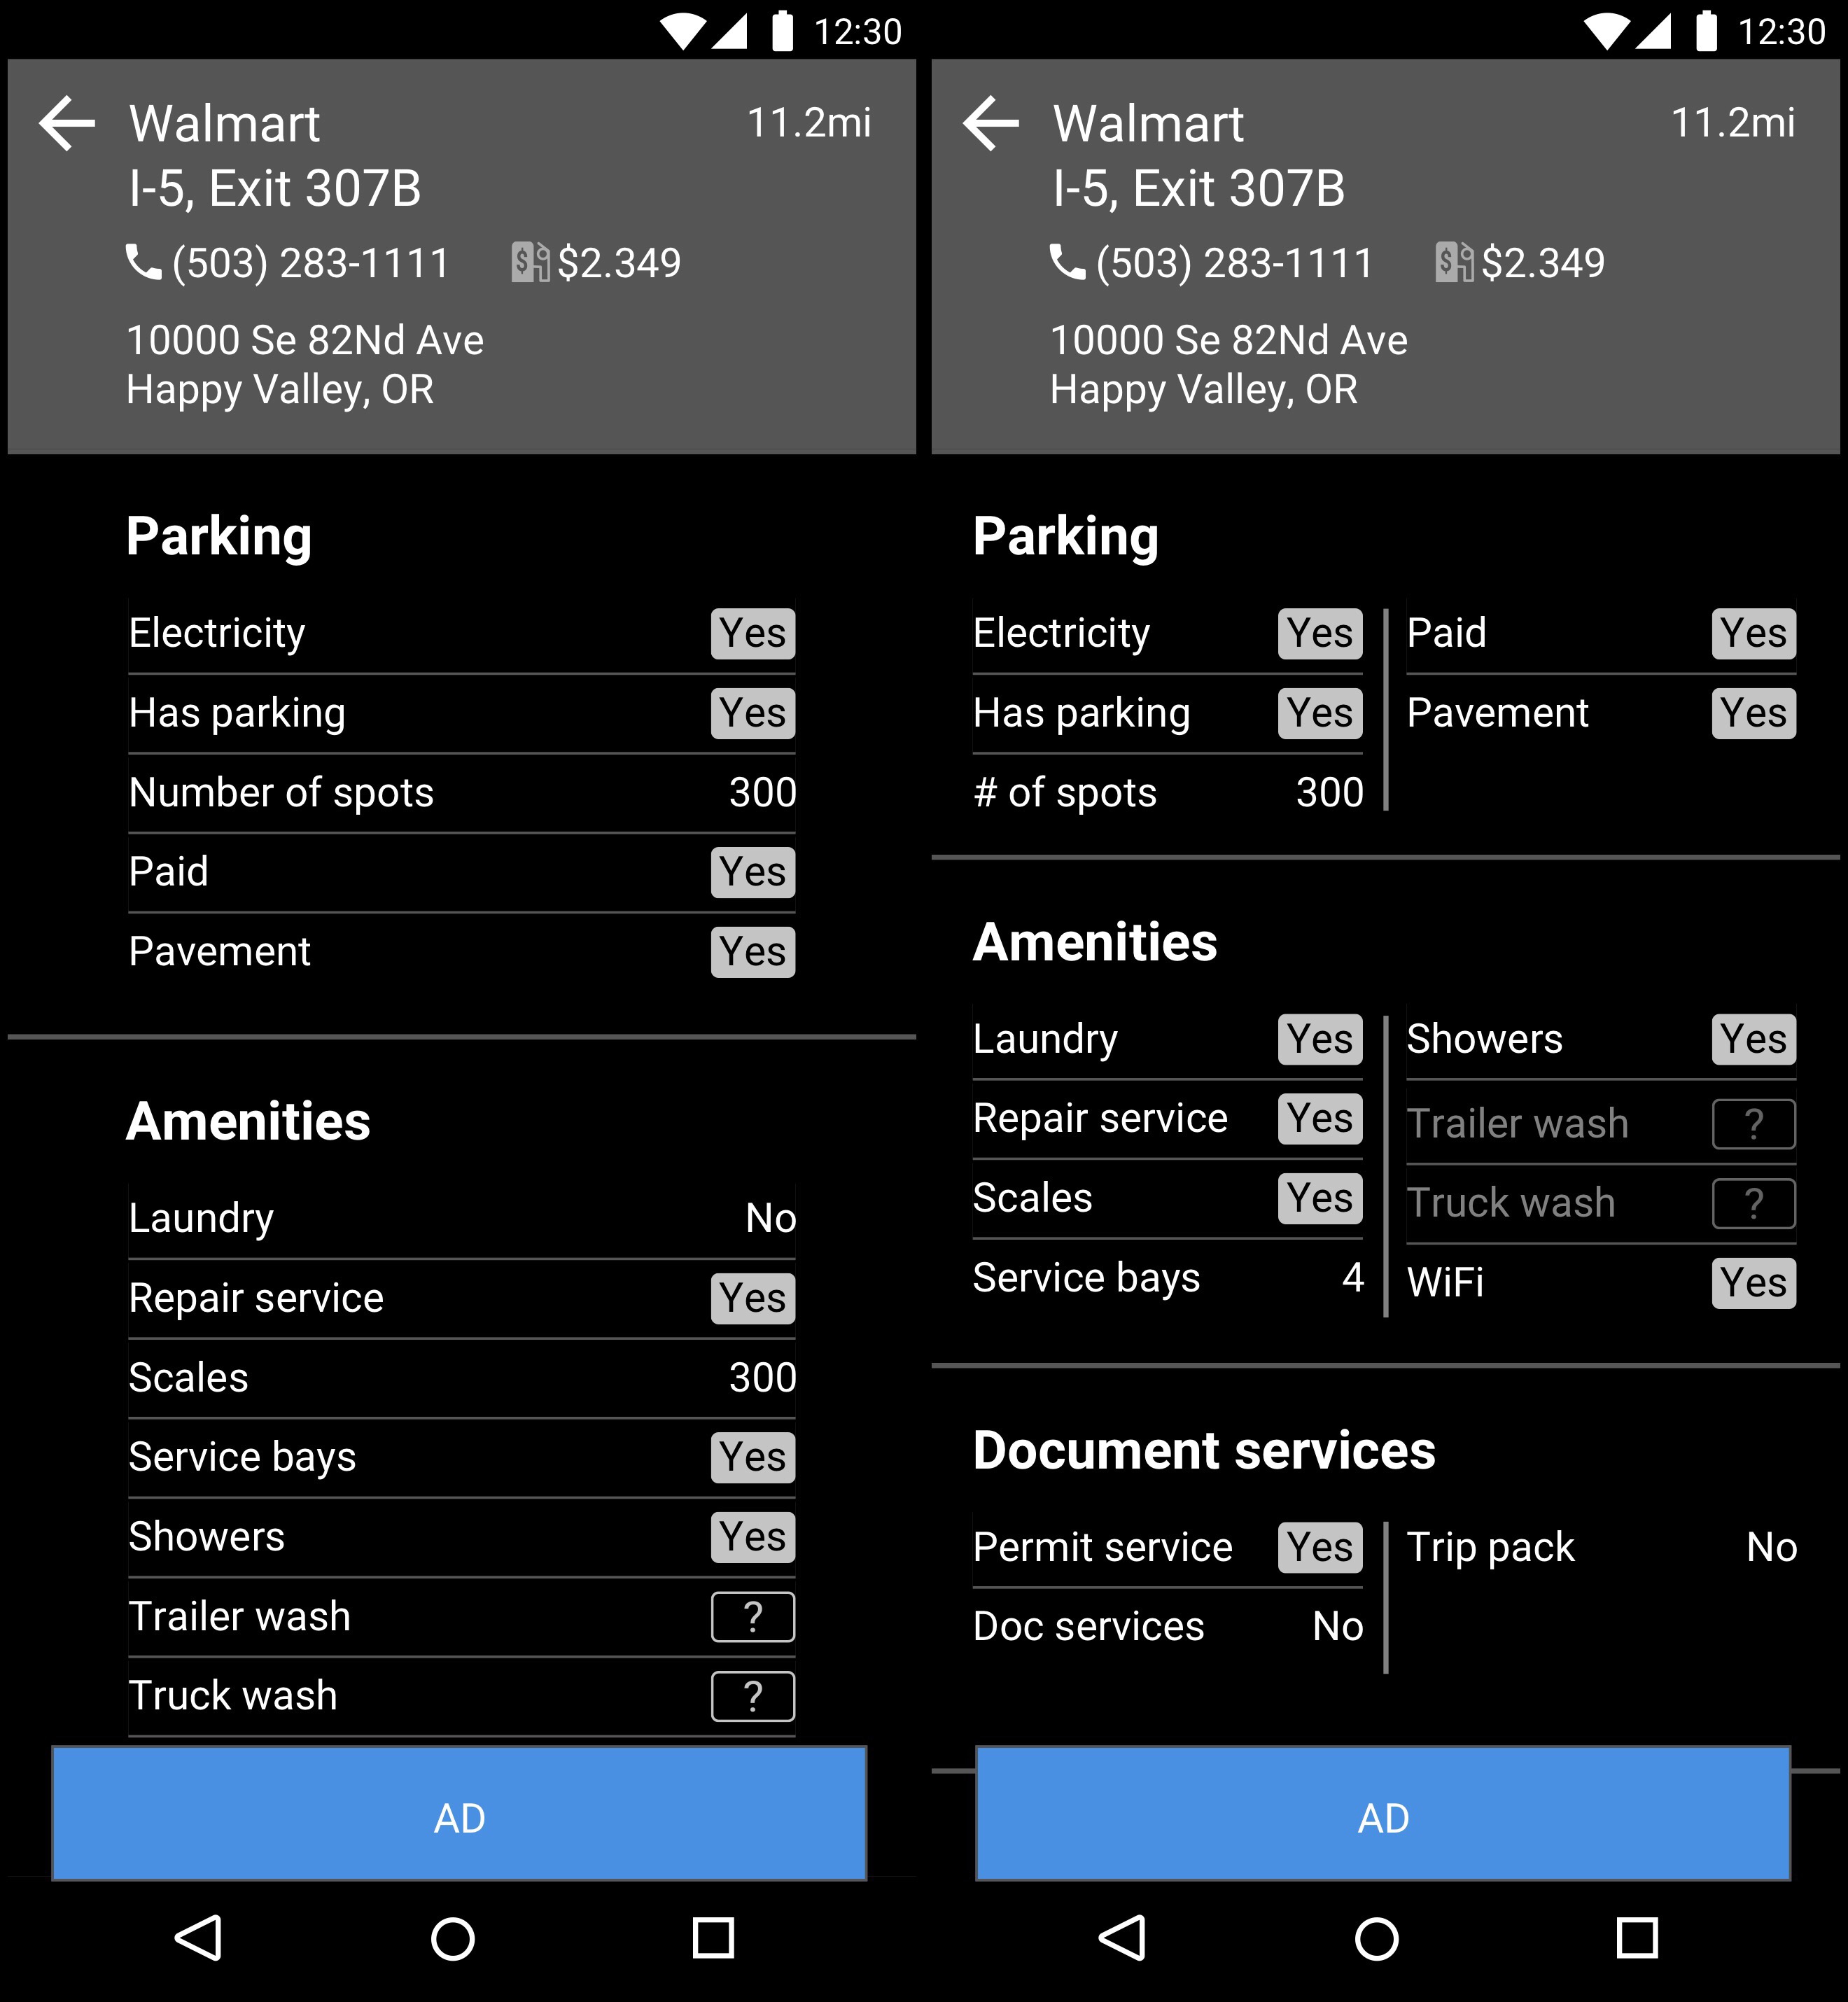 12:30
Walmart 11.2mi
I-5, Exit 307B
(503) 283-1111 $2.349
10000 Se 82Nd Ave
Happy Valley, OR
Parking
Electricity Yes
Has parking Yes
Number of spots 300
Paid Yes
Pavement Yes
Amenities
Laundry No
Repair service Yes
Scales 300
Service bays Yes
Showers Yes
Trailer wash ?
Truck wash ?
AD
12:30
Walmart 11.2mi
I-5, Exit 307B
(503) 283-1111 $2.349
10000 Se 82Nd Ave
Happy Valley, OR
Parking
Electricity Yes Paid Yes
Has parking Yes Pavement Yes
# of spots 300
Amenities
Laundry Yes Showers Yes
Repair service Yes Trailer wash ?
Scales Yes Truck wash ?
Service bays 4 WiFi Yes
Document services
Permit service Yes Trip pack No
Doc services No
AD